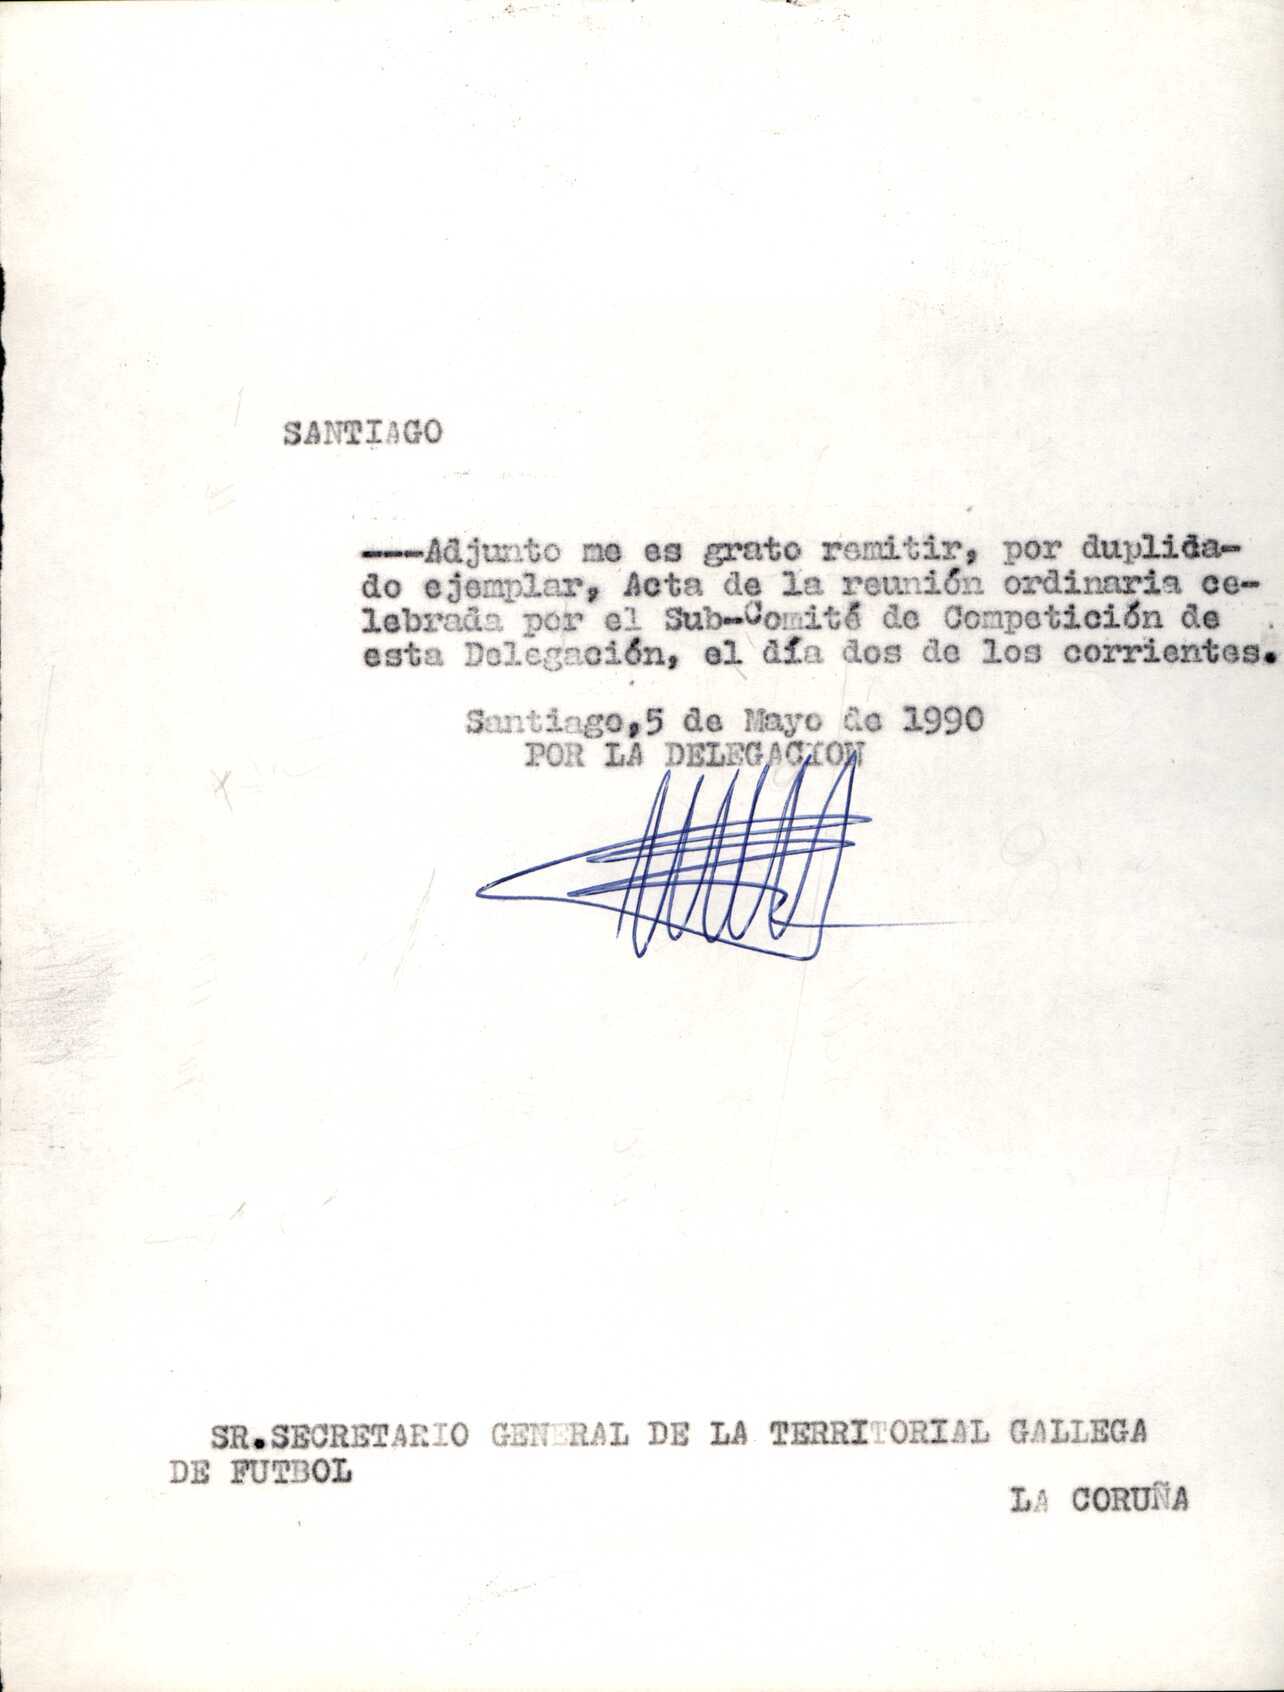 SANTIAGO
----Adjunto me es grato remitir, por duplida-
do ejemplar, Acta de la reunión ordinaria ce-
lebrada por el Sub-Comité de Competición de
esta Delegación, el día dos de los corrientes.
Santiago,5 de Mayo de 1990
POR LA DELEGACION
SR.SECRETARIO GENERAL DE LA TERRITORIAL GALLEGA
DE FUTBOL
LA CORUÑA